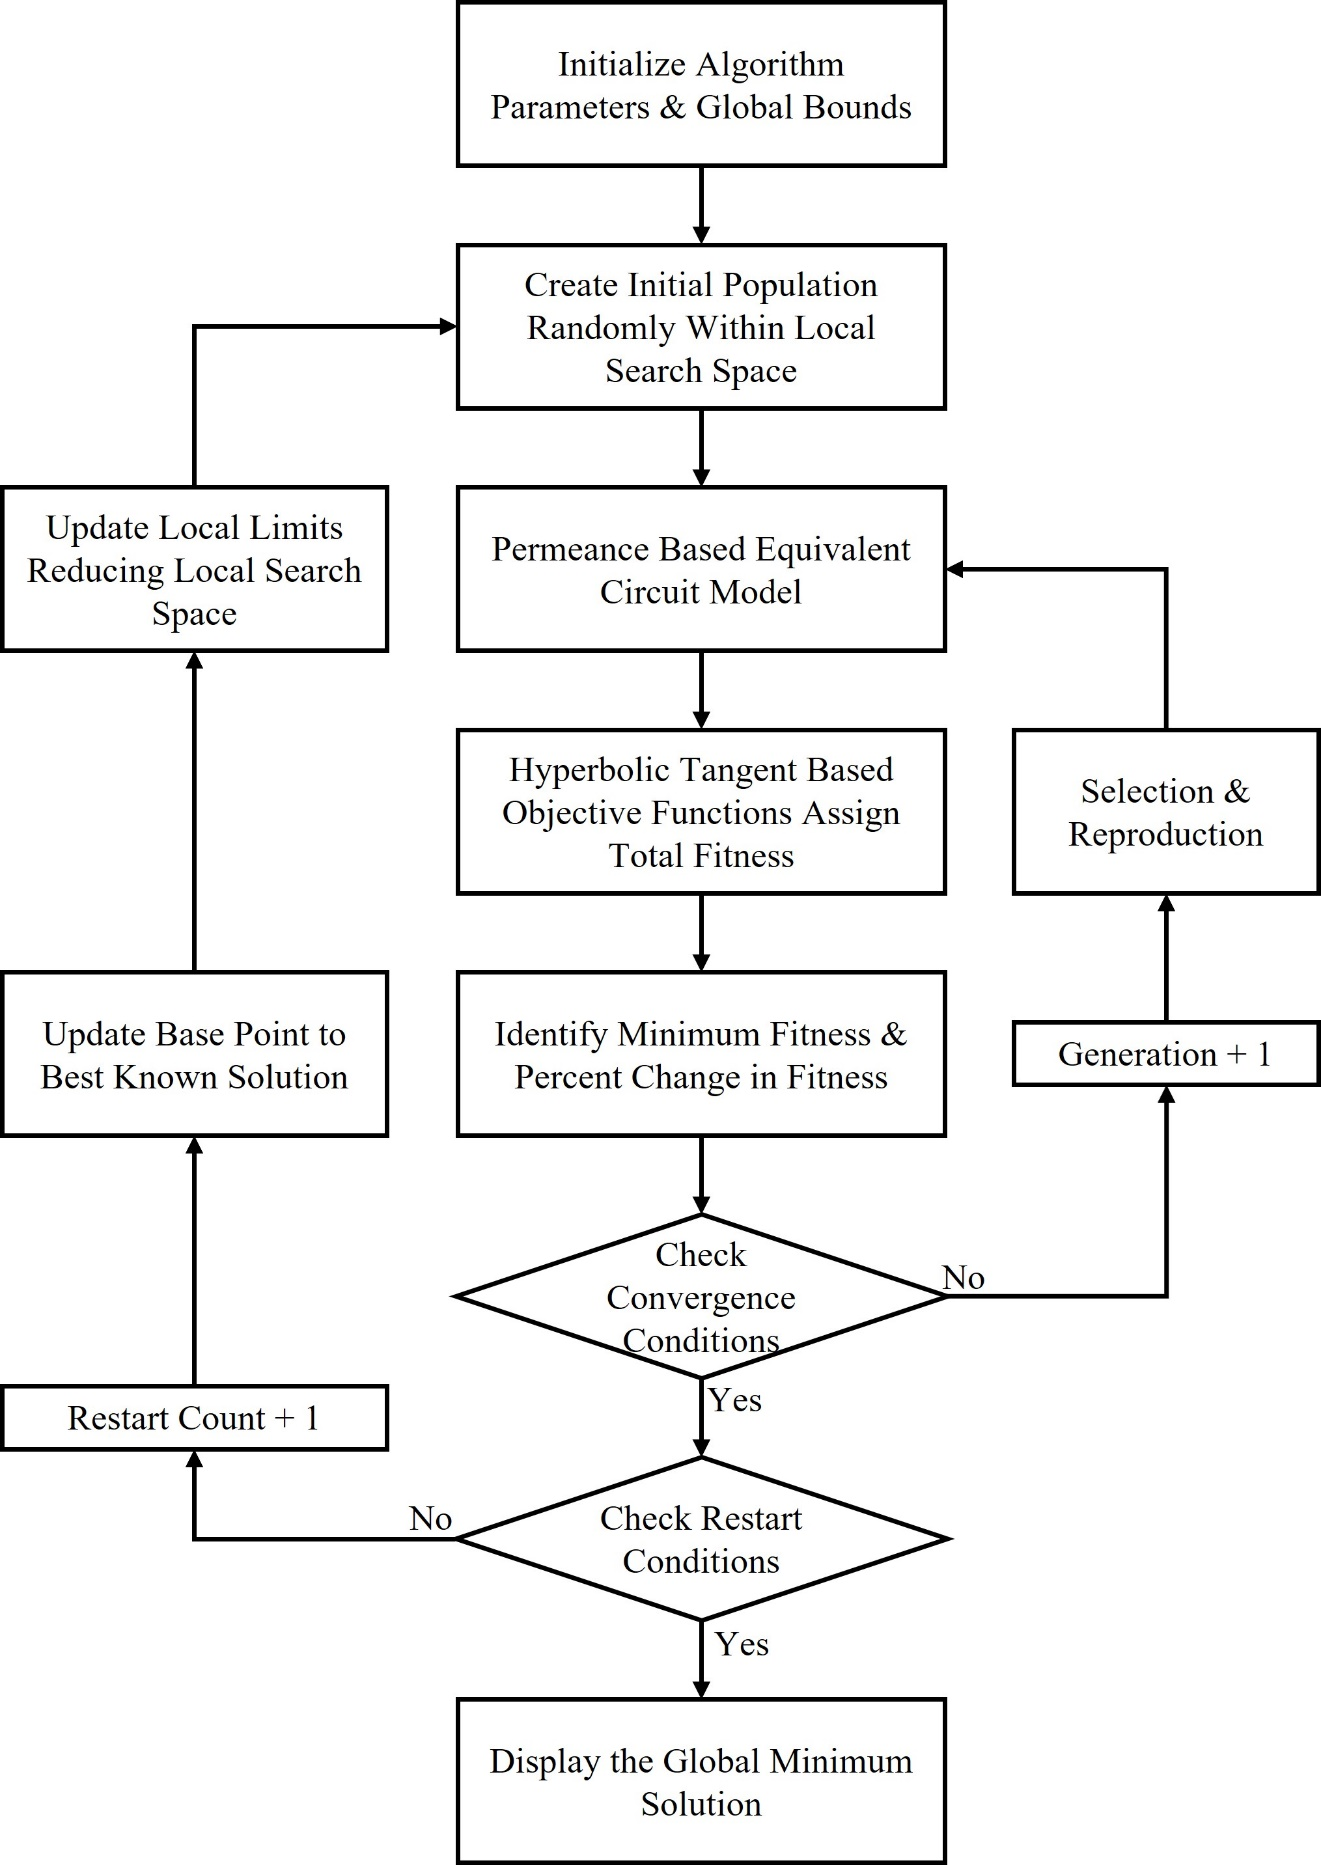 Initialize Algorithm
Parameters & Global Bounds
Create Initial Population
Randomly Within Local
Search Space
Update Local Limits
Reducing Local Search
Space
Permeance Based Equivalent
Circuit Model
Hyperbolic Tangent Based
Objective Functions Assign
Total Fitness
Selection &
Reproduction
Update Base Point to
Best Known Solution
Identify Minimum Fitness &
Percent Change in Fitness
Generation + 1
Check
Convergence
Conditions
No
Yes
Restart Count + 1
No
Check Restart
Conditions
Yes
Display the Global Minimum
Solution